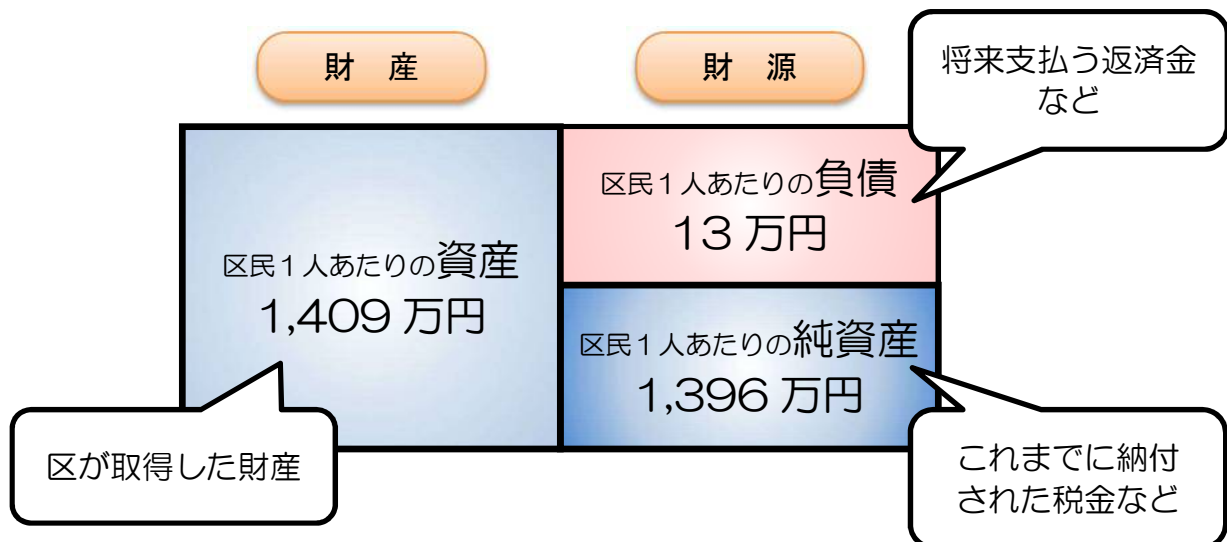 財　産
財　源
将来支払う返済金
など
区民１人あたりの資産
1,409 万円
区民１人あたりの負債
13 万円
区民１人あたりの純資産
1,396 万円
区が取得した財産
これまでに納付
された税金など